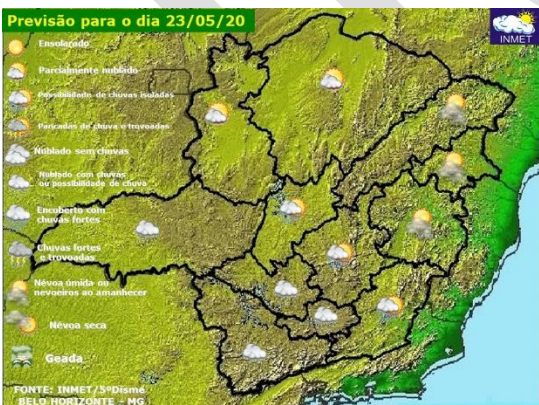 Previsão para o dia 23/05/20
INMET
Ensolarado
Parcialmente nublado
Possibilidade de chuvas isoladas
Pancadas de chuva e trovoadas
Nublado sem chuvas
Nublado com chuvas
ou possibilidade de chuva
Encoberto com
chuvas fortes
Chuvas fortes
e trovoadas
Névoa úmida ou
nevoeiros ao amanhecer
Névoa seca
Geada
FONTE: INMET/5ºDisme
BELO HORIZONTE - MG